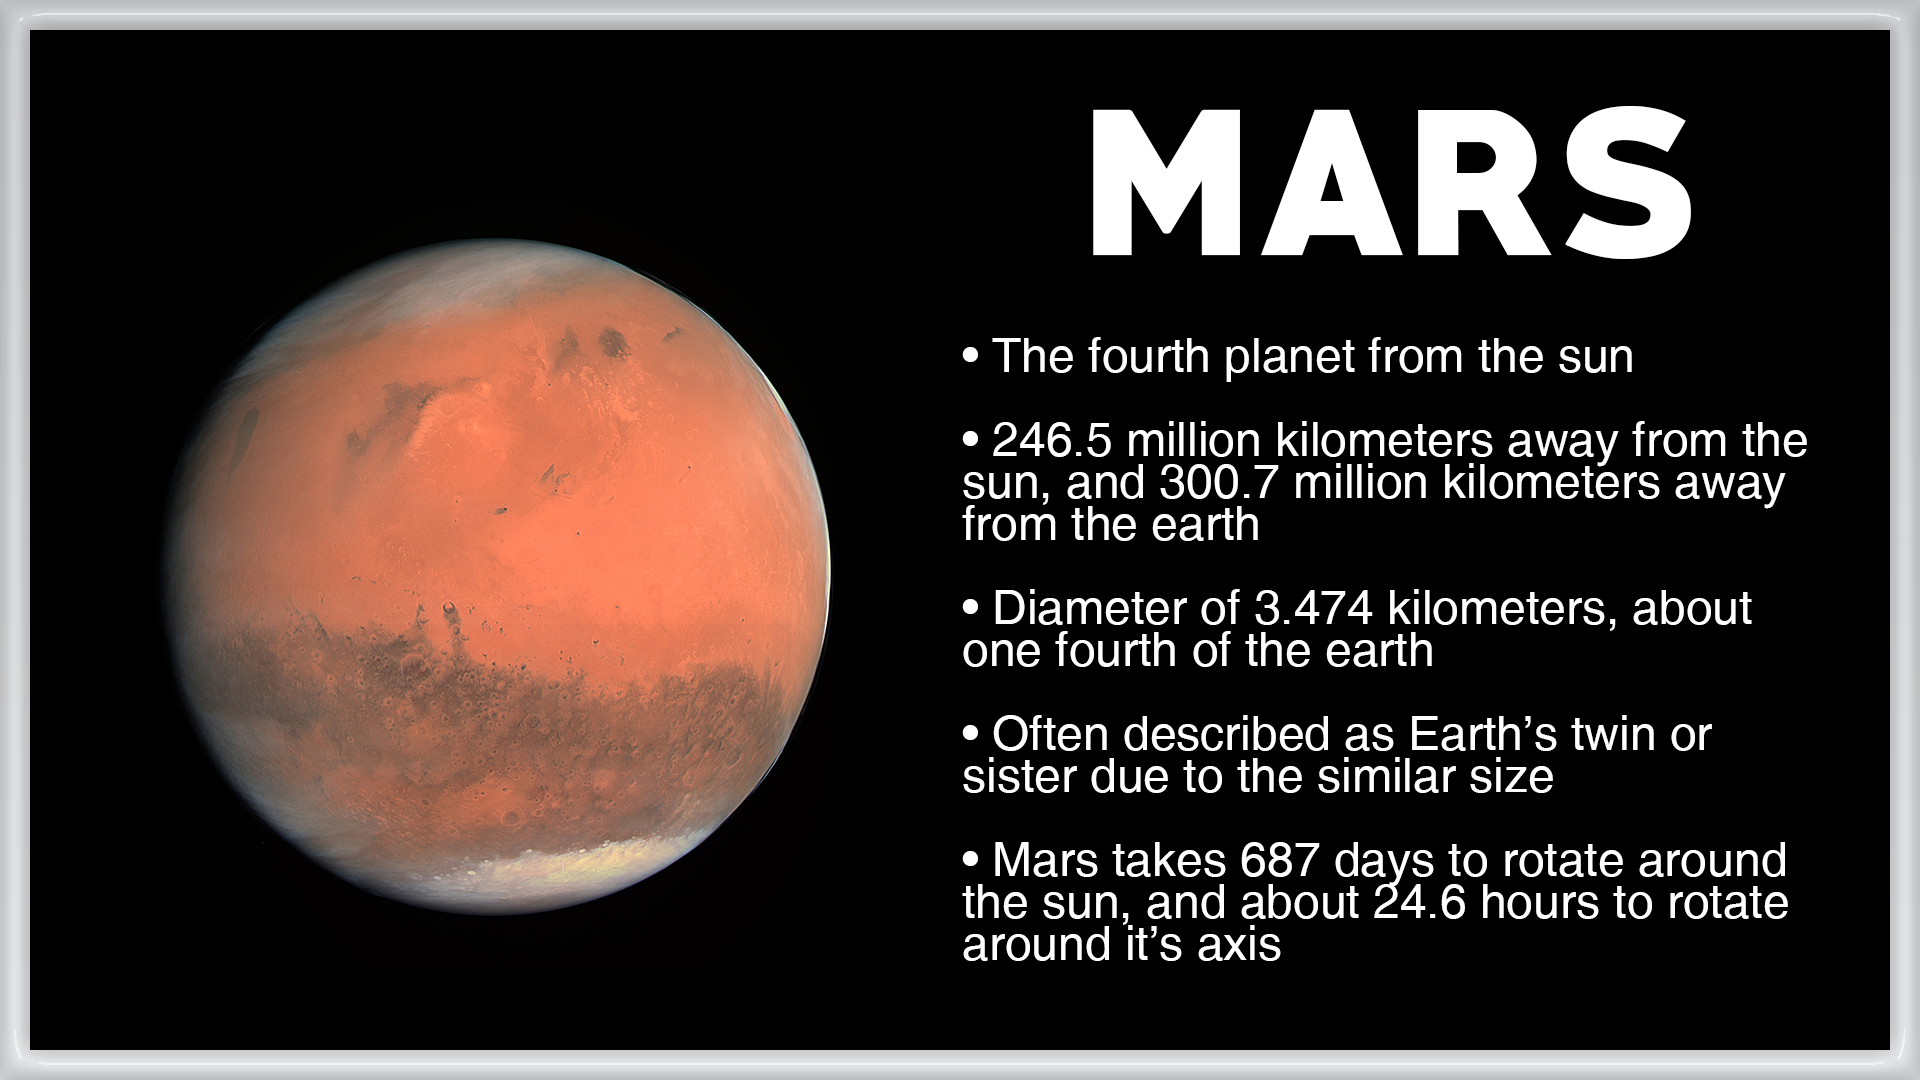 MARS
• The fourth planet from the sun
• 246.5 million kilometers away from the
sun, and 300.7 million kilometers away
from the earth
• Diameter of 3.474 kilometers, about
one fourth of the earth
• Often described as Earth’s twin or
sister due to the similar size
• Mars takes 687 days to rotate around
the sun, and about 24.6 hours to rotate
around it’s axis